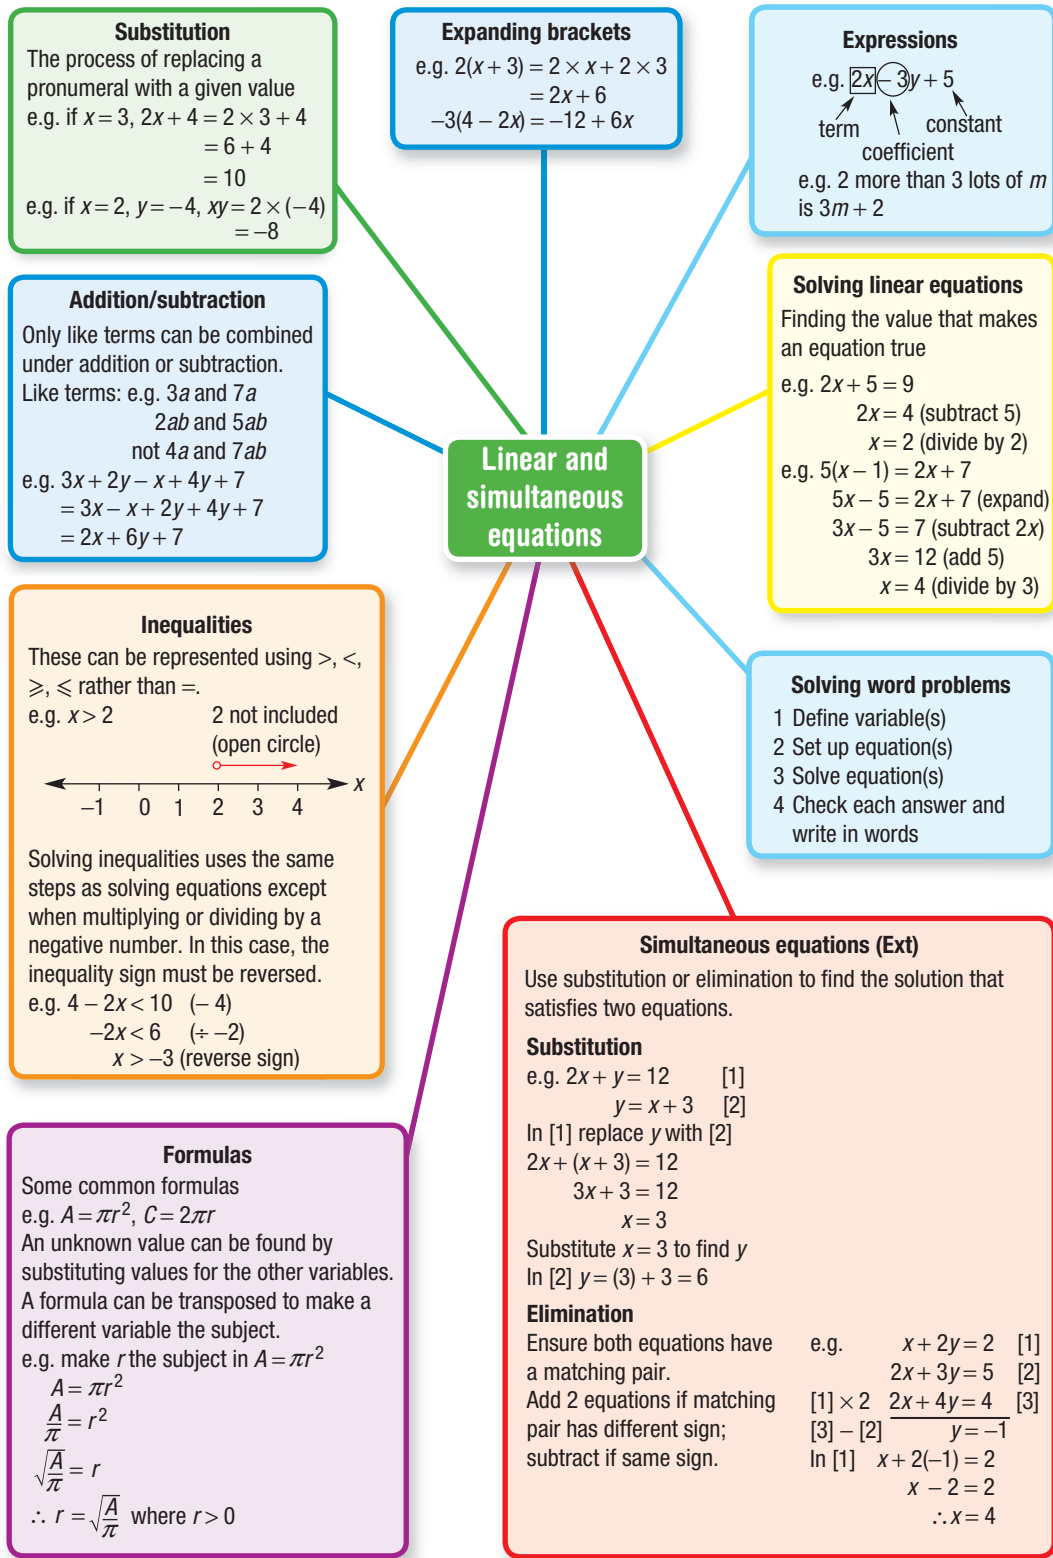 Substitution
The process of replacing a
pronumeral with a given value
e.g. if x = 3, 2x + 4 = 2 × 3 + 4
= 6 + 4
= 10
e.g. if x = 2, y = −4, xy = 2 × (−4)
= −8
Expanding brackets
e.g. 2(x + 3) = 2 × x + 2 × 3
= 2x + 6
−3(4 − 2x) = −12 + 6x
Expressions
e.g. 2x − 3y + 5
term
constant
coefficient
e.g. 2 more than 3 lots of m
is 3m + 2
Addition/subtraction
Only like terms can be combined
under addition or subtraction.
Like terms: e.g. 3a and 7a
2ab and 5ab
not 4a and 7ab
e.g. 3x + 2y − x + 4y + 7
= 3x − x + 2y + 4y + 7
= 2x + 6y + 7
Linear and
simultaneous
equations
Solving linear equations
Finding the value that makes
an equation true
e.g. 2x + 5 = 9
2x = 4 (subtract 5)
x = 2 (divide by 2)
e.g. 5(x − 1) = 2x + 7
5x − 5 = 2x + 7 (expand)
3x − 5 = 7 (subtract 2x)
3x = 12 (add 5)
x = 4 (divide by 3)
Inequalities
These can be represented using >, <,
⩾, ⩽ rather than =.
e.g. x > 2 2 not included
(open circle)
x
−1 0 1 2 3 4
Solving inequalities uses the same
steps as solving equations except
when multiplying or dividing by a
negative number. In this case, the
inequality sign must be reversed.
e.g. 4 − 2x < 10 (− 4)
−2x < 6 (÷ −2)
x > −3 (reverse sign)
Solving word problems
1 Define variable(s)
2 Set up equation(s)
3 Solve equation(s)
4 Check each answer and
write in words
Formulas
Some common formulas
e.g. A = πr², C = 2πr
An unknown value can be found by
substituting values for the other variables.
A formula can be transposed to make a
different variable the subject.
e.g. make r the subject in A = πr²
A = πr²
A/π = r²
√(A/π) = r
∴ r = √(A/π) where r > 0
Simultaneous equations (Ext)
Use substitution or elimination to find the solution that
satisfies two equations.
Substitution
e.g. 2x + y = 12 [1]
y = x + 3 [2]
In [1] replace y with [2]
2x + (x + 3) = 12
3x + 3 = 12
x = 3
Substitute x = 3 to find y
In [2] y = (3) + 3 = 6
Elimination
Ensure both equations have
a matching pair.
Add 2 equations if matching
pair has different sign;
subtract if same sign.
e.g. x + 2y = 2 [1]
2x + 3y = 5 [2]
[1] × 2 2x + 4y = 4 [3]
[3] − [2] y = −1
In [1] x + 2(−1) = 2
x − 2 = 2
∴ x = 4